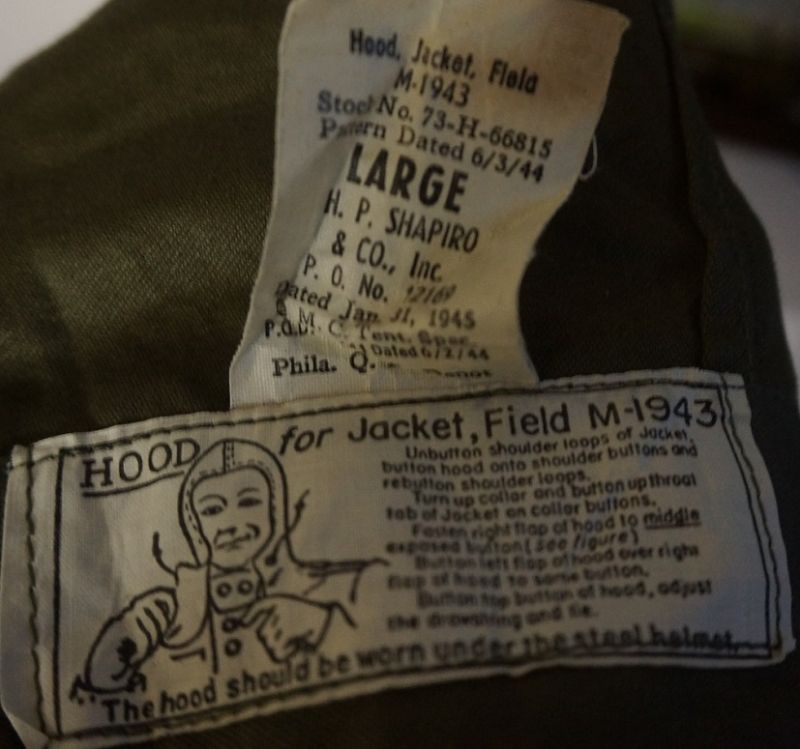 Hood, Jacket, Field
M-1943
Stock No. 73-H-66815
Pattern Dated 6/3/44
LARGE
H. P. SHAPIRO
& CO., Inc.
P. O. No. 12169
Dated Jan. 31, 1945
P.Q.M.C. Tent. Spec.
Dated 6/2/44
Phila. Q. Depot
HOOD for Jacket, Field M-1943
Unbutton shoulder loops of Jacket,
button hood onto shoulder buttons and
rebutton shoulder loops.
Turn up collar and button up throat
tab of Jacket on collar buttons.
Fasten right flap of hood to middle
exposed button (see figure)
Button left flap of hood over right
flap of hood to same button.
Button top button of hood, adjust
the drawstring and tie.
The hood should be worn under the steel helmet.